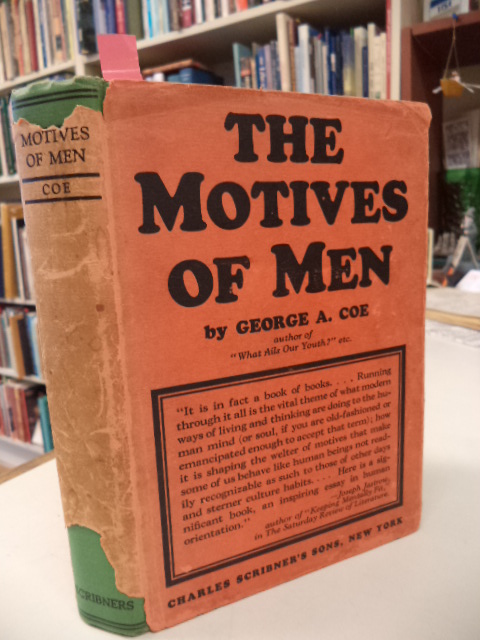 MOTIVES
OF MEN
COE
SCRIBNERS
THE
MOTIVES
OF MEN
by GEORGE A. COE
author of
"What Ails Our Youth?" etc.
"It is in fact a book of books. . . . Running
through it all is the vital theme of what modern
ways of living and thinking are doing to the hu-
man mind (or soul, if you are old-fashioned or
emancipated enough to accept that term); how
it is shaping the welter of motives that make
some of us behave like human beings not read-
ily recognizable as such to those of other days
and sterner culture habits. . . . Here is a sig-
nificant book, an inspiring essay in human
orientation."
—Joseph Jastrow,
author of "Keeping Mentally Fit,"
in The Saturday Review of Literature.
CHARLES SCRIBNER'S SONS, NEW YORK